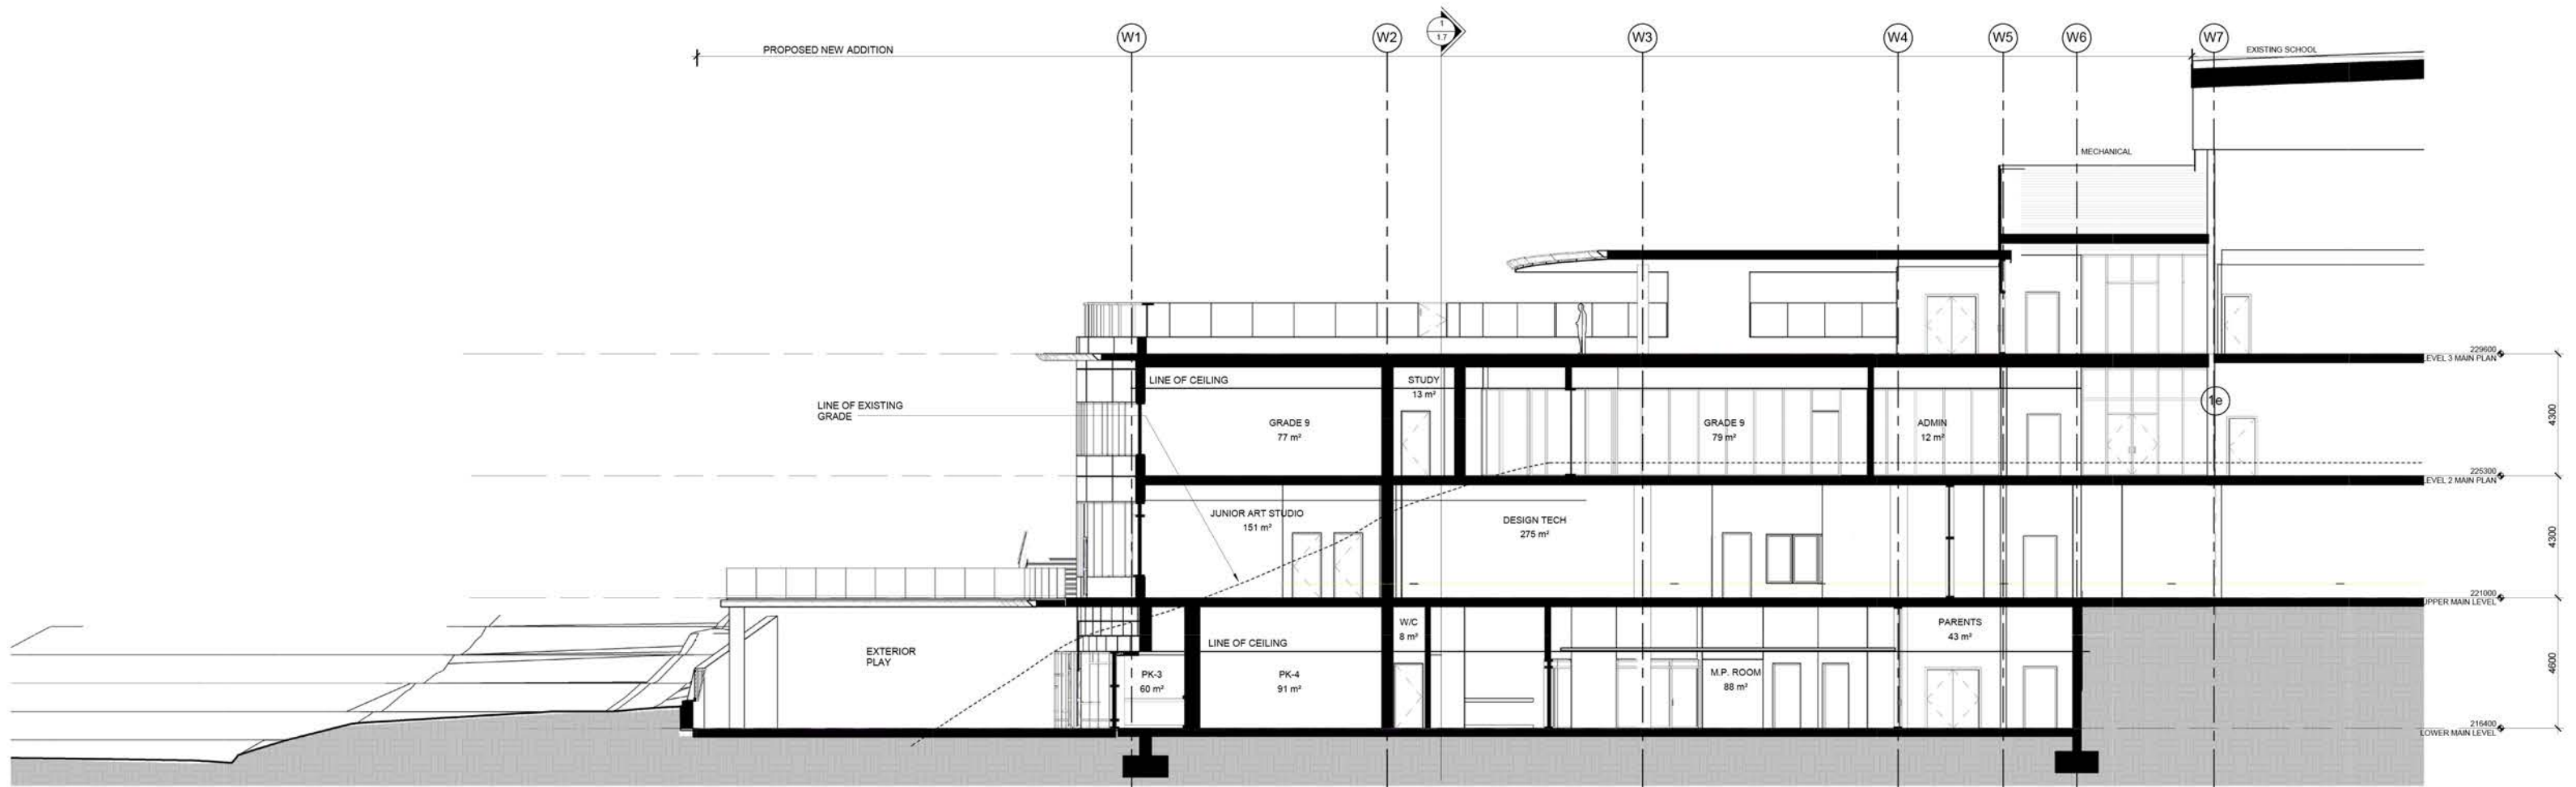 W1
W2
1
1.7
W3
W4
W5
W6
W7
PROPOSED NEW ADDITION
EXISTING SCHOOL
MECHANICAL
229600
LEVEL 3 MAIN PLAN
LINE OF CEILING
STUDY
13 m²
LINE OF EXISTING
GRADE
1e
4300
GRADE 9
77 m²
GRADE 9
79 m²
ADMIN
12 m²
225300
LEVEL 2 MAIN PLAN
JUNIOR ART STUDIO
151 m²
DESIGN TECH
275 m²
4300
221000
UPPER MAIN LEVEL
W/C
8 m²
PARENTS
43 m²
LINE OF CEILING
EXTERIOR
PLAY
4600
PK-3
60 m²
PK-4
91 m²
M.P. ROOM
88 m²
216400
LOWER MAIN LEVEL